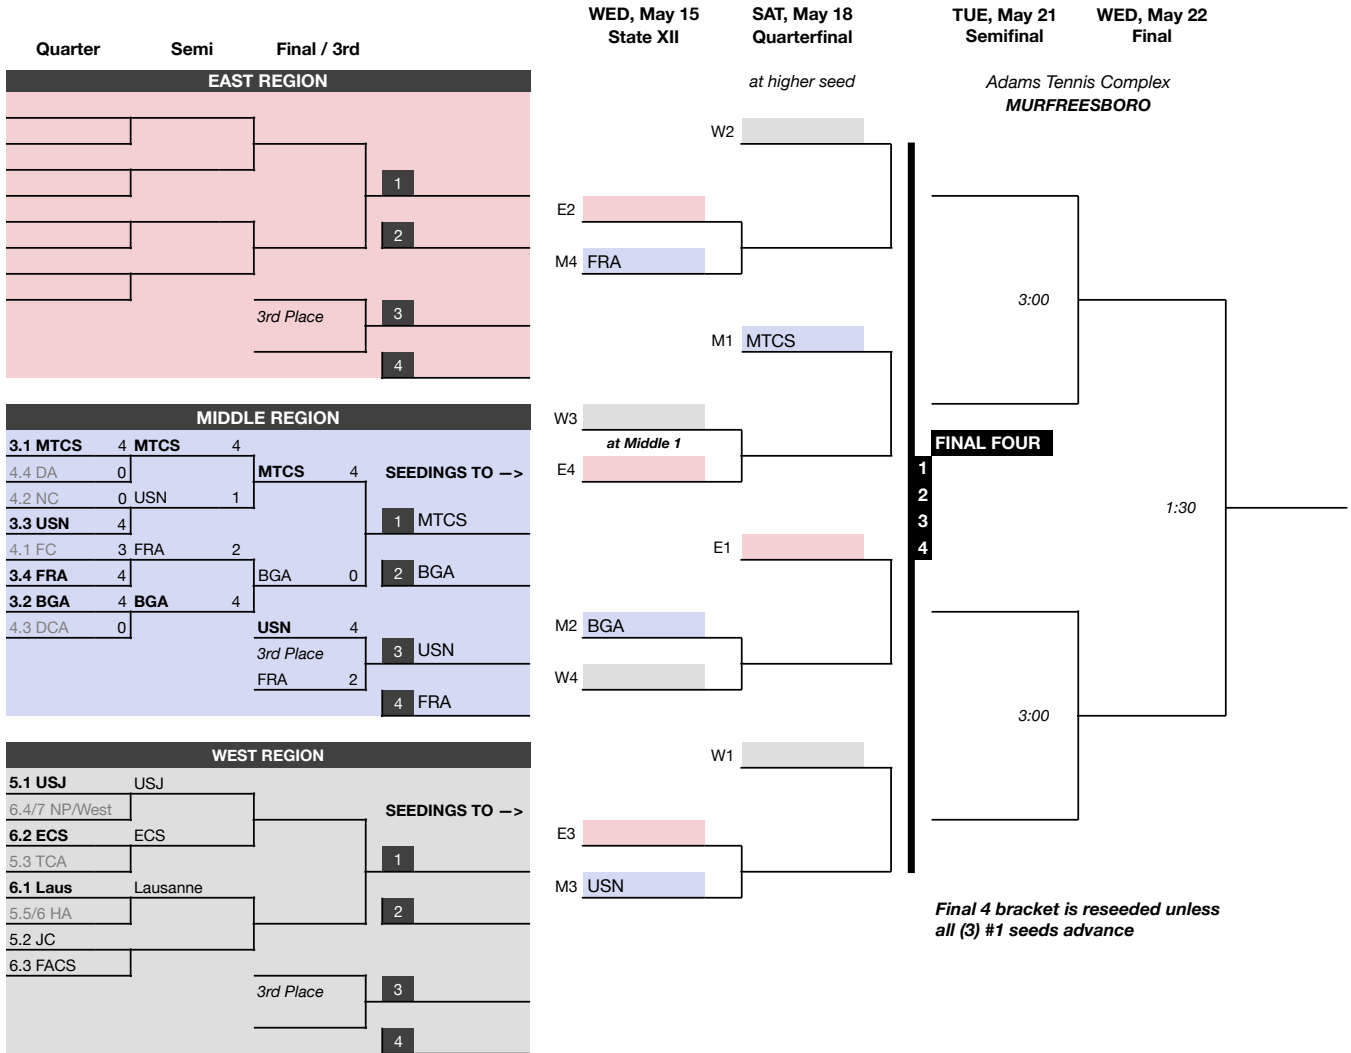 WED, May 15
State XII
SAT, May 18
Quarterfinal
TUE, May 21
Semifinal
WED, May 22
Final
Quarter
Semi
Final / 3rd
at higher seed
Adams Tennis Complex
MURFREESBORO
EAST REGION
1
2
3rd Place
3
4
MIDDLE REGION
3.1 MTCS 4
4.4 DA 0
4.2 NC 0
3.3 USN 4
4.1 FC 3
3.4 FRA 4
3.2 BGA 4
4.3 DCA 0
MTCS 4
USN 1
FRA 2
BGA 4
MTCS 4
BGA 0
USN 4
3rd Place
FRA 2
SEEDINGS TO —>
1 MTCS
2 BGA
3 USN
4 FRA
WEST REGION
5.1 USJ
6.4/7 NP/West
6.2 ECS
5.3 TCA
6.1 Laus
5.5/6 HA
5.2 JC
6.3 FACS
USJ
ECS
Lausanne
SEEDINGS TO —>
1
2
3rd Place
3
4
E2
M4 FRA
W3
at Middle 1
E4
M2 BGA
W4
E3
M3 USN
W2
M1 MTCS
E1
W1
3:00
FINAL FOUR
1
2
3
4
1:30
3:00
Final 4 bracket is reseeded unless
all (3) #1 seeds advance